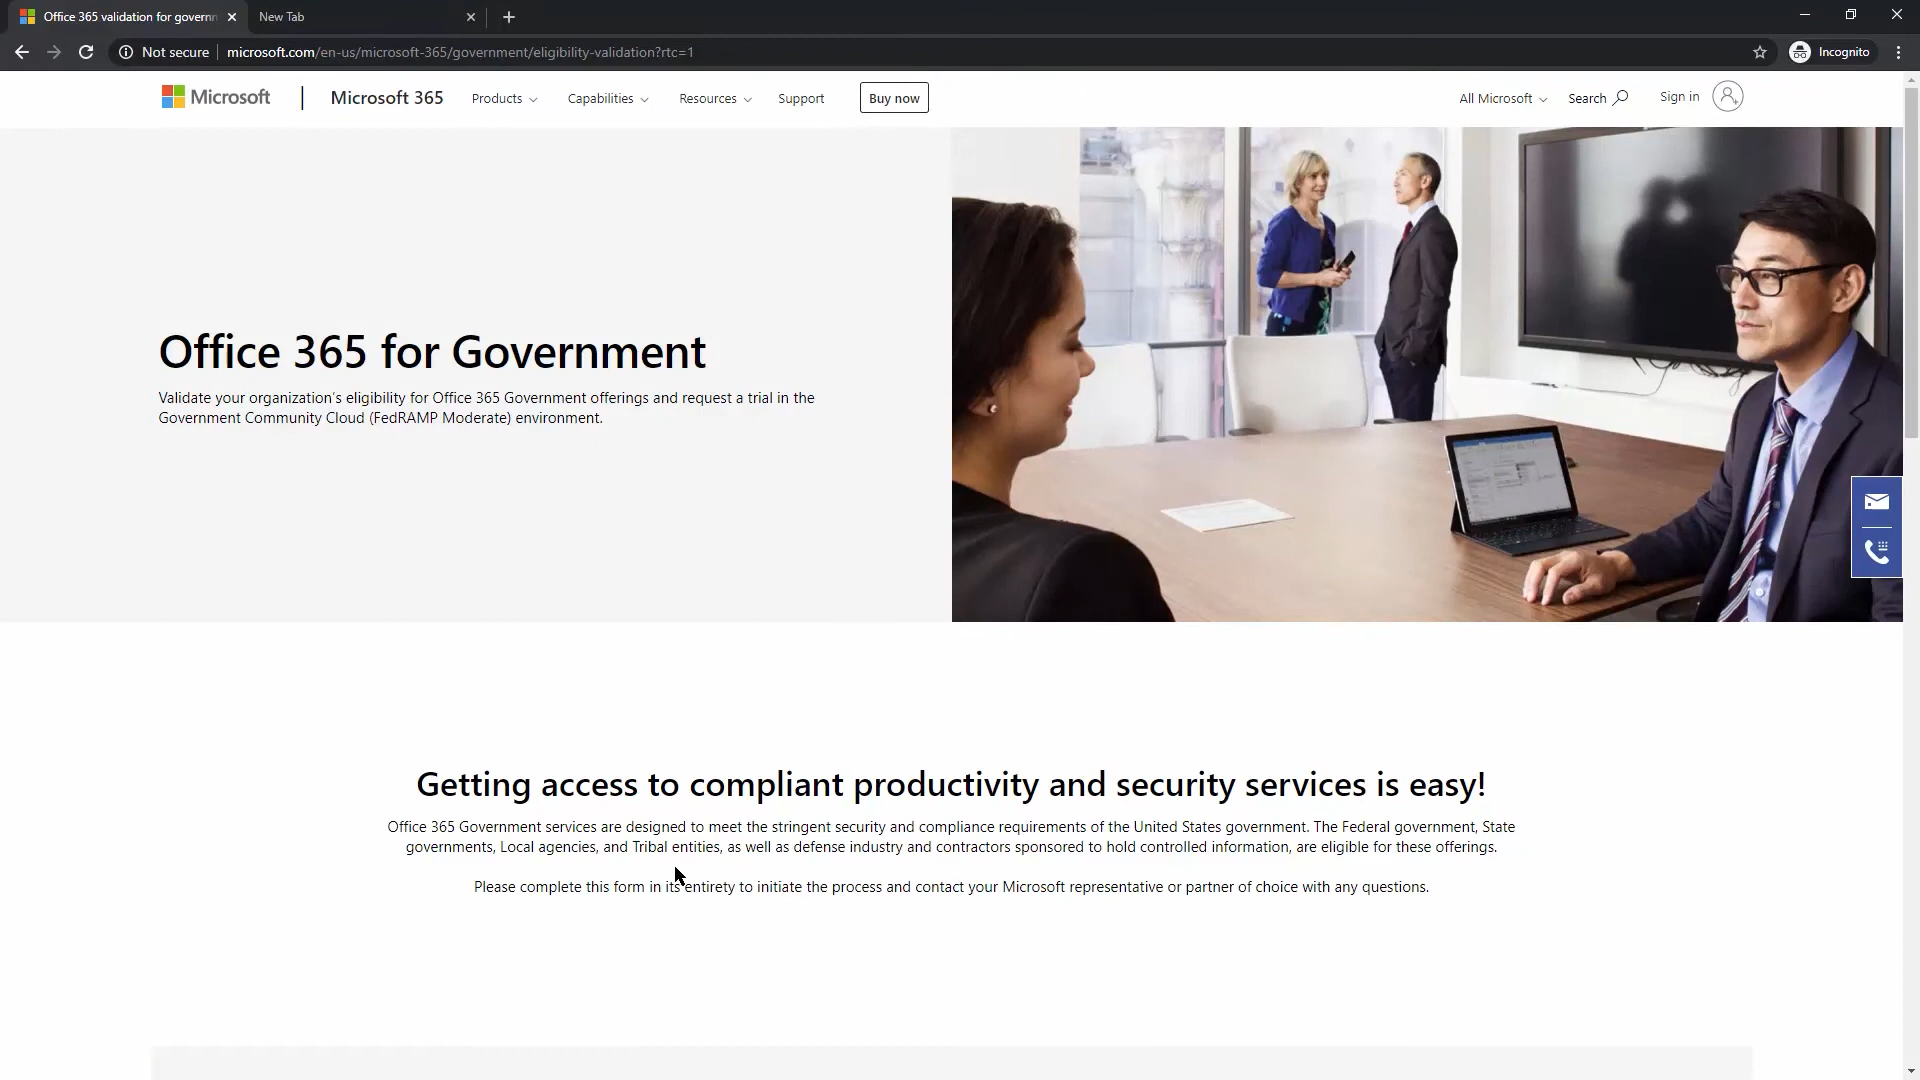 Office 365 validation for govern
New Tab
Not secure
microsoft.com/en-us/microsoft-365/government/eligibility-validation?rtc=1
Incognito
Microsoft
Microsoft 365
Products
Capabilities
Resources
Support
Buy now
All Microsoft
Search
Sign in
Office 365 for Government
Validate your organization's eligibility for Office 365 Government offerings and request a trial in the
Government Community Cloud (FedRAMP Moderate) environment.
Getting access to compliant productivity and security services is easy!
Office 365 Government services are designed to meet the stringent security and compliance requirements of the United States government. The Federal government, State
governments, Local agencies, and Tribal entities, as well as defense industry and contractors sponsored to hold controlled information, are eligible for these offerings.
Please complete this form in its entirety to initiate the process and contact your Microsoft representative or partner of choice with any questions.